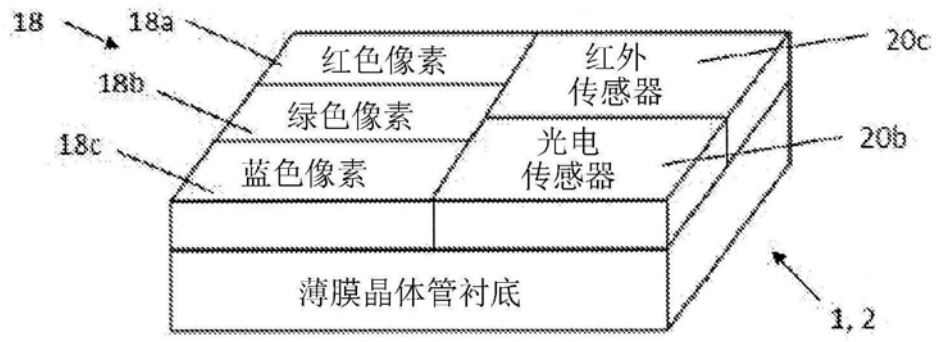 18
18a
18b
18c
红色像素
绿色像素
蓝色像素
红外
传感器
20c
光电
传感器
20b
薄膜晶体管衬底
1, 2